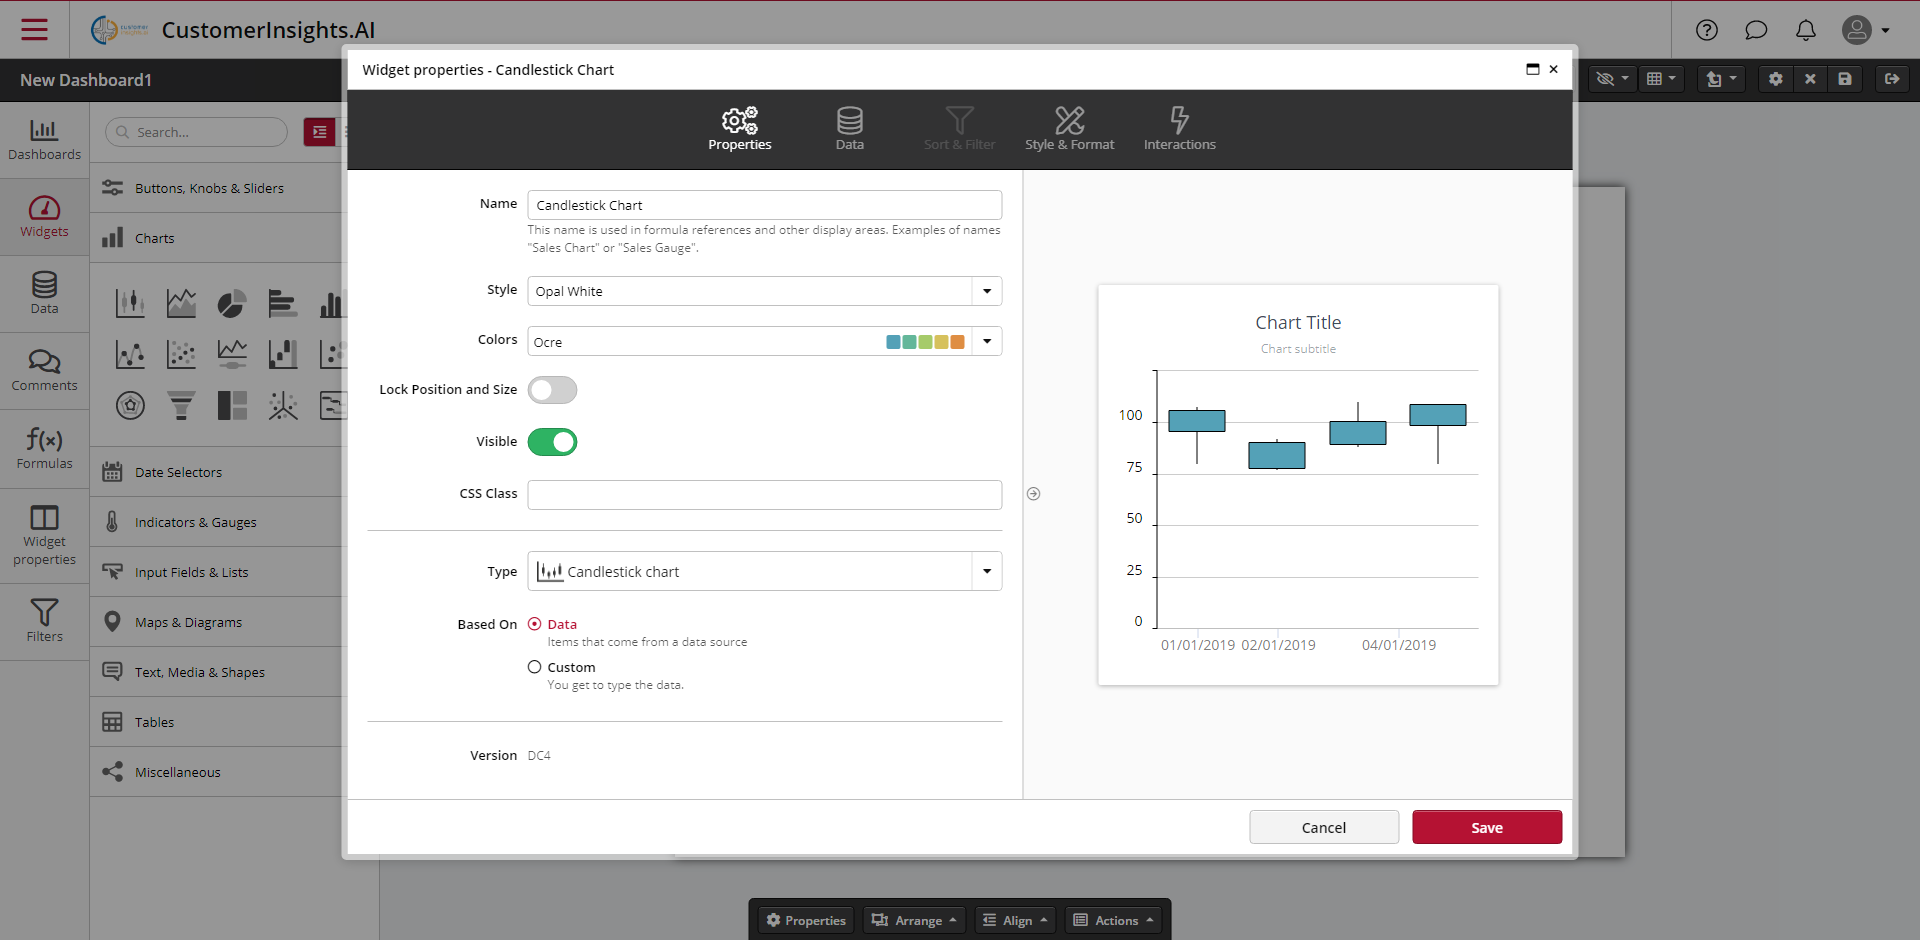 CustomerInsights.AI
New Dashboard1
Dashboards
Widgets
Data
Comments
f(x)
Formulas
Widget
properties
Filters
Search...
Buttons, Knobs & Sliders
Charts
Date Selectors
Indicators & Gauges
Input Fields & Lists
Maps & Diagrams
Text, Media & Shapes
Tables
Miscellaneous
Widget properties - Candlestick Chart
Properties
Data
Sort & Filter
Style & Format
Interactions
Name
Candlestick Chart
This name is used in formula references and other display areas. Examples of names
"Sales Chart" or "Sales Gauge".
Style
Opal White
Colors
Ocre
Lock Position and Size
Visible
CSS Class
Type
Candlestick chart
Based On
Data
Items that come from a data source
Custom
You get to type the data.
Version
DC4
Chart Title
Chart subtitle
100
75
50
25
0
01/01/2019 02/01/2019 04/01/2019
Cancel
Save
Properties
Arrange
Align
Actions